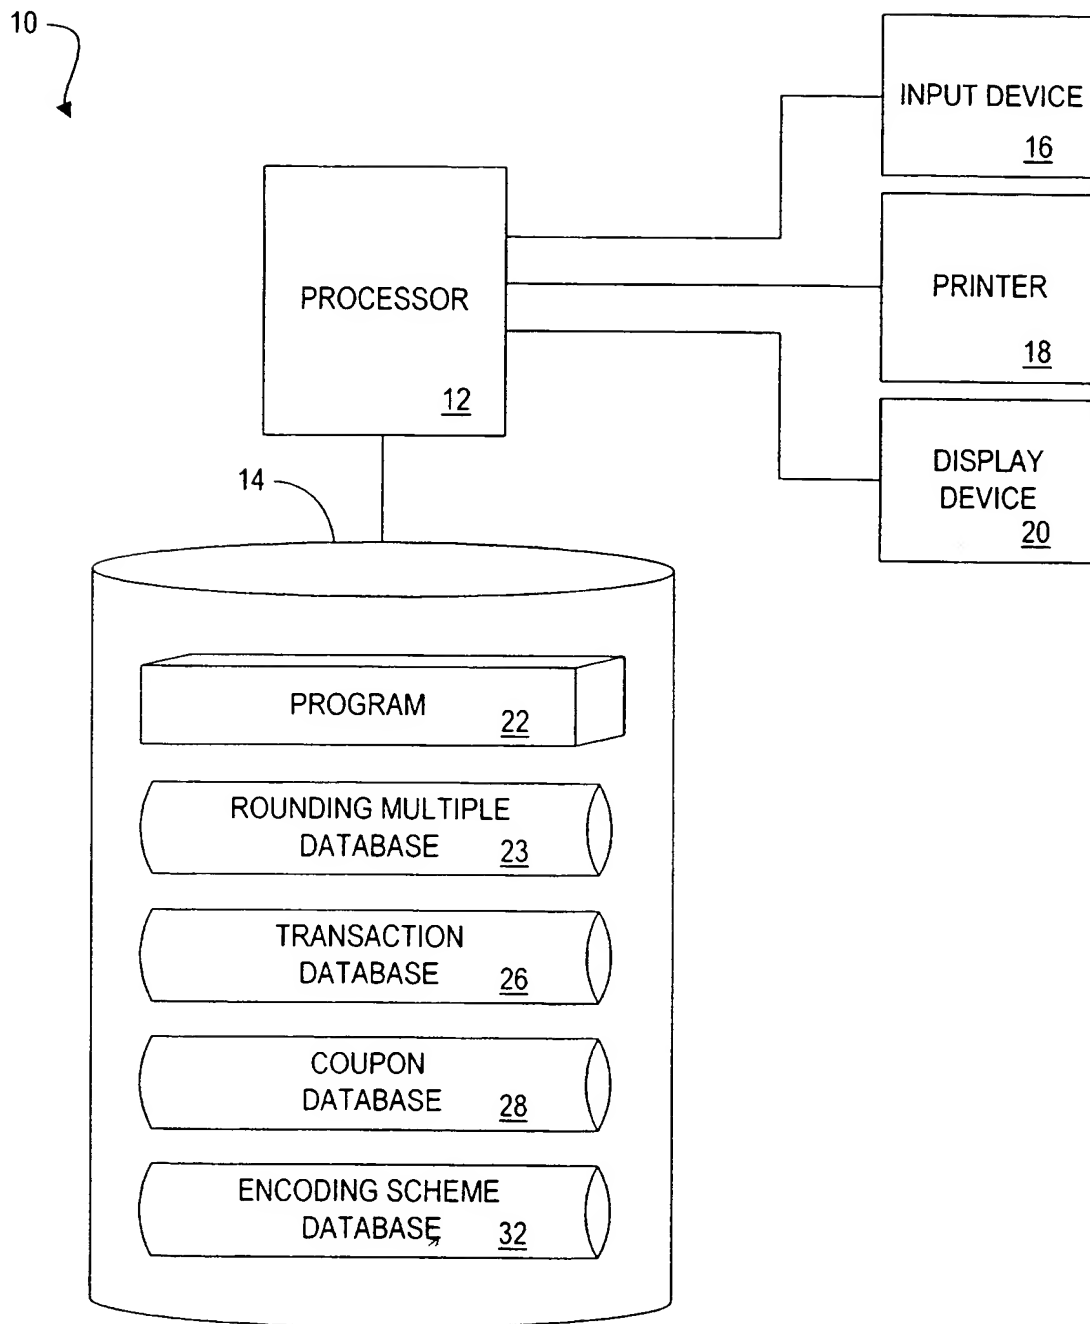 10
INPUT DEVICE
16
PROCESSOR
12
PRINTER
18
DISPLAY
DEVICE
20
14
PROGRAM
22
ROUNDING MULTIPLE
DATABASE 23
TRANSACTION
DATABASE 26
COUPON
DATABASE 28
ENCODING SCHEME
DATABASE 32